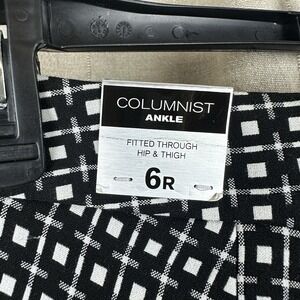 COLUMNIST
ANKLE
FITTED THROUGH
HIP & THIGH
6R